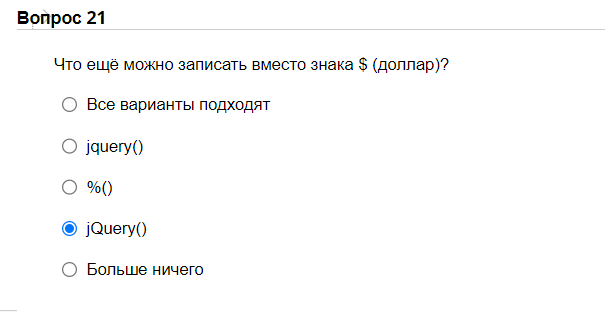 Вопрос 21
Что ещё можно записать вместо знака $ (доллар)?
Все варианты подходят
jquery()
%()
jQuery()
Больше ничего